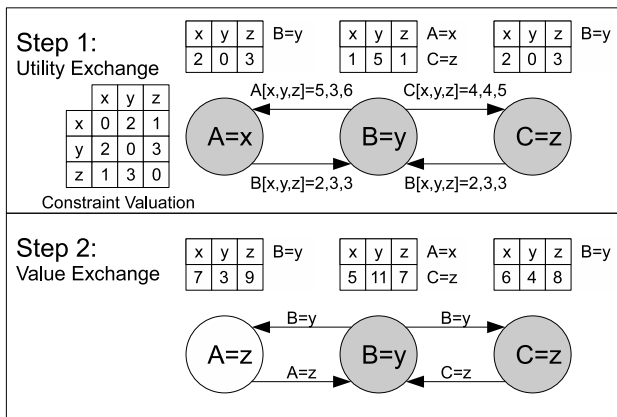 Step 1:
Utility Exchange
x y z B=y
2 0 3
x y z A=x
1 5 1 C=z
x y z B=y
2 0 3
x y z
x 0 2 1
y 2 0 3
z 1 3 0
Constraint Valuation
A[x,y,z]=5,3,6
C[x,y,z]=4,4,5
A=x
B=y
C=z
B[x,y,z]=2,3,3
B[x,y,z]=2,3,3
Step 2:
Value Exchange
x y z B=y
7 3 9
x y z A=x
5 11 7 C=z
x y z B=y
6 4 8
B=y
B=y
A=z
B=y
C=z
A=z
C=z